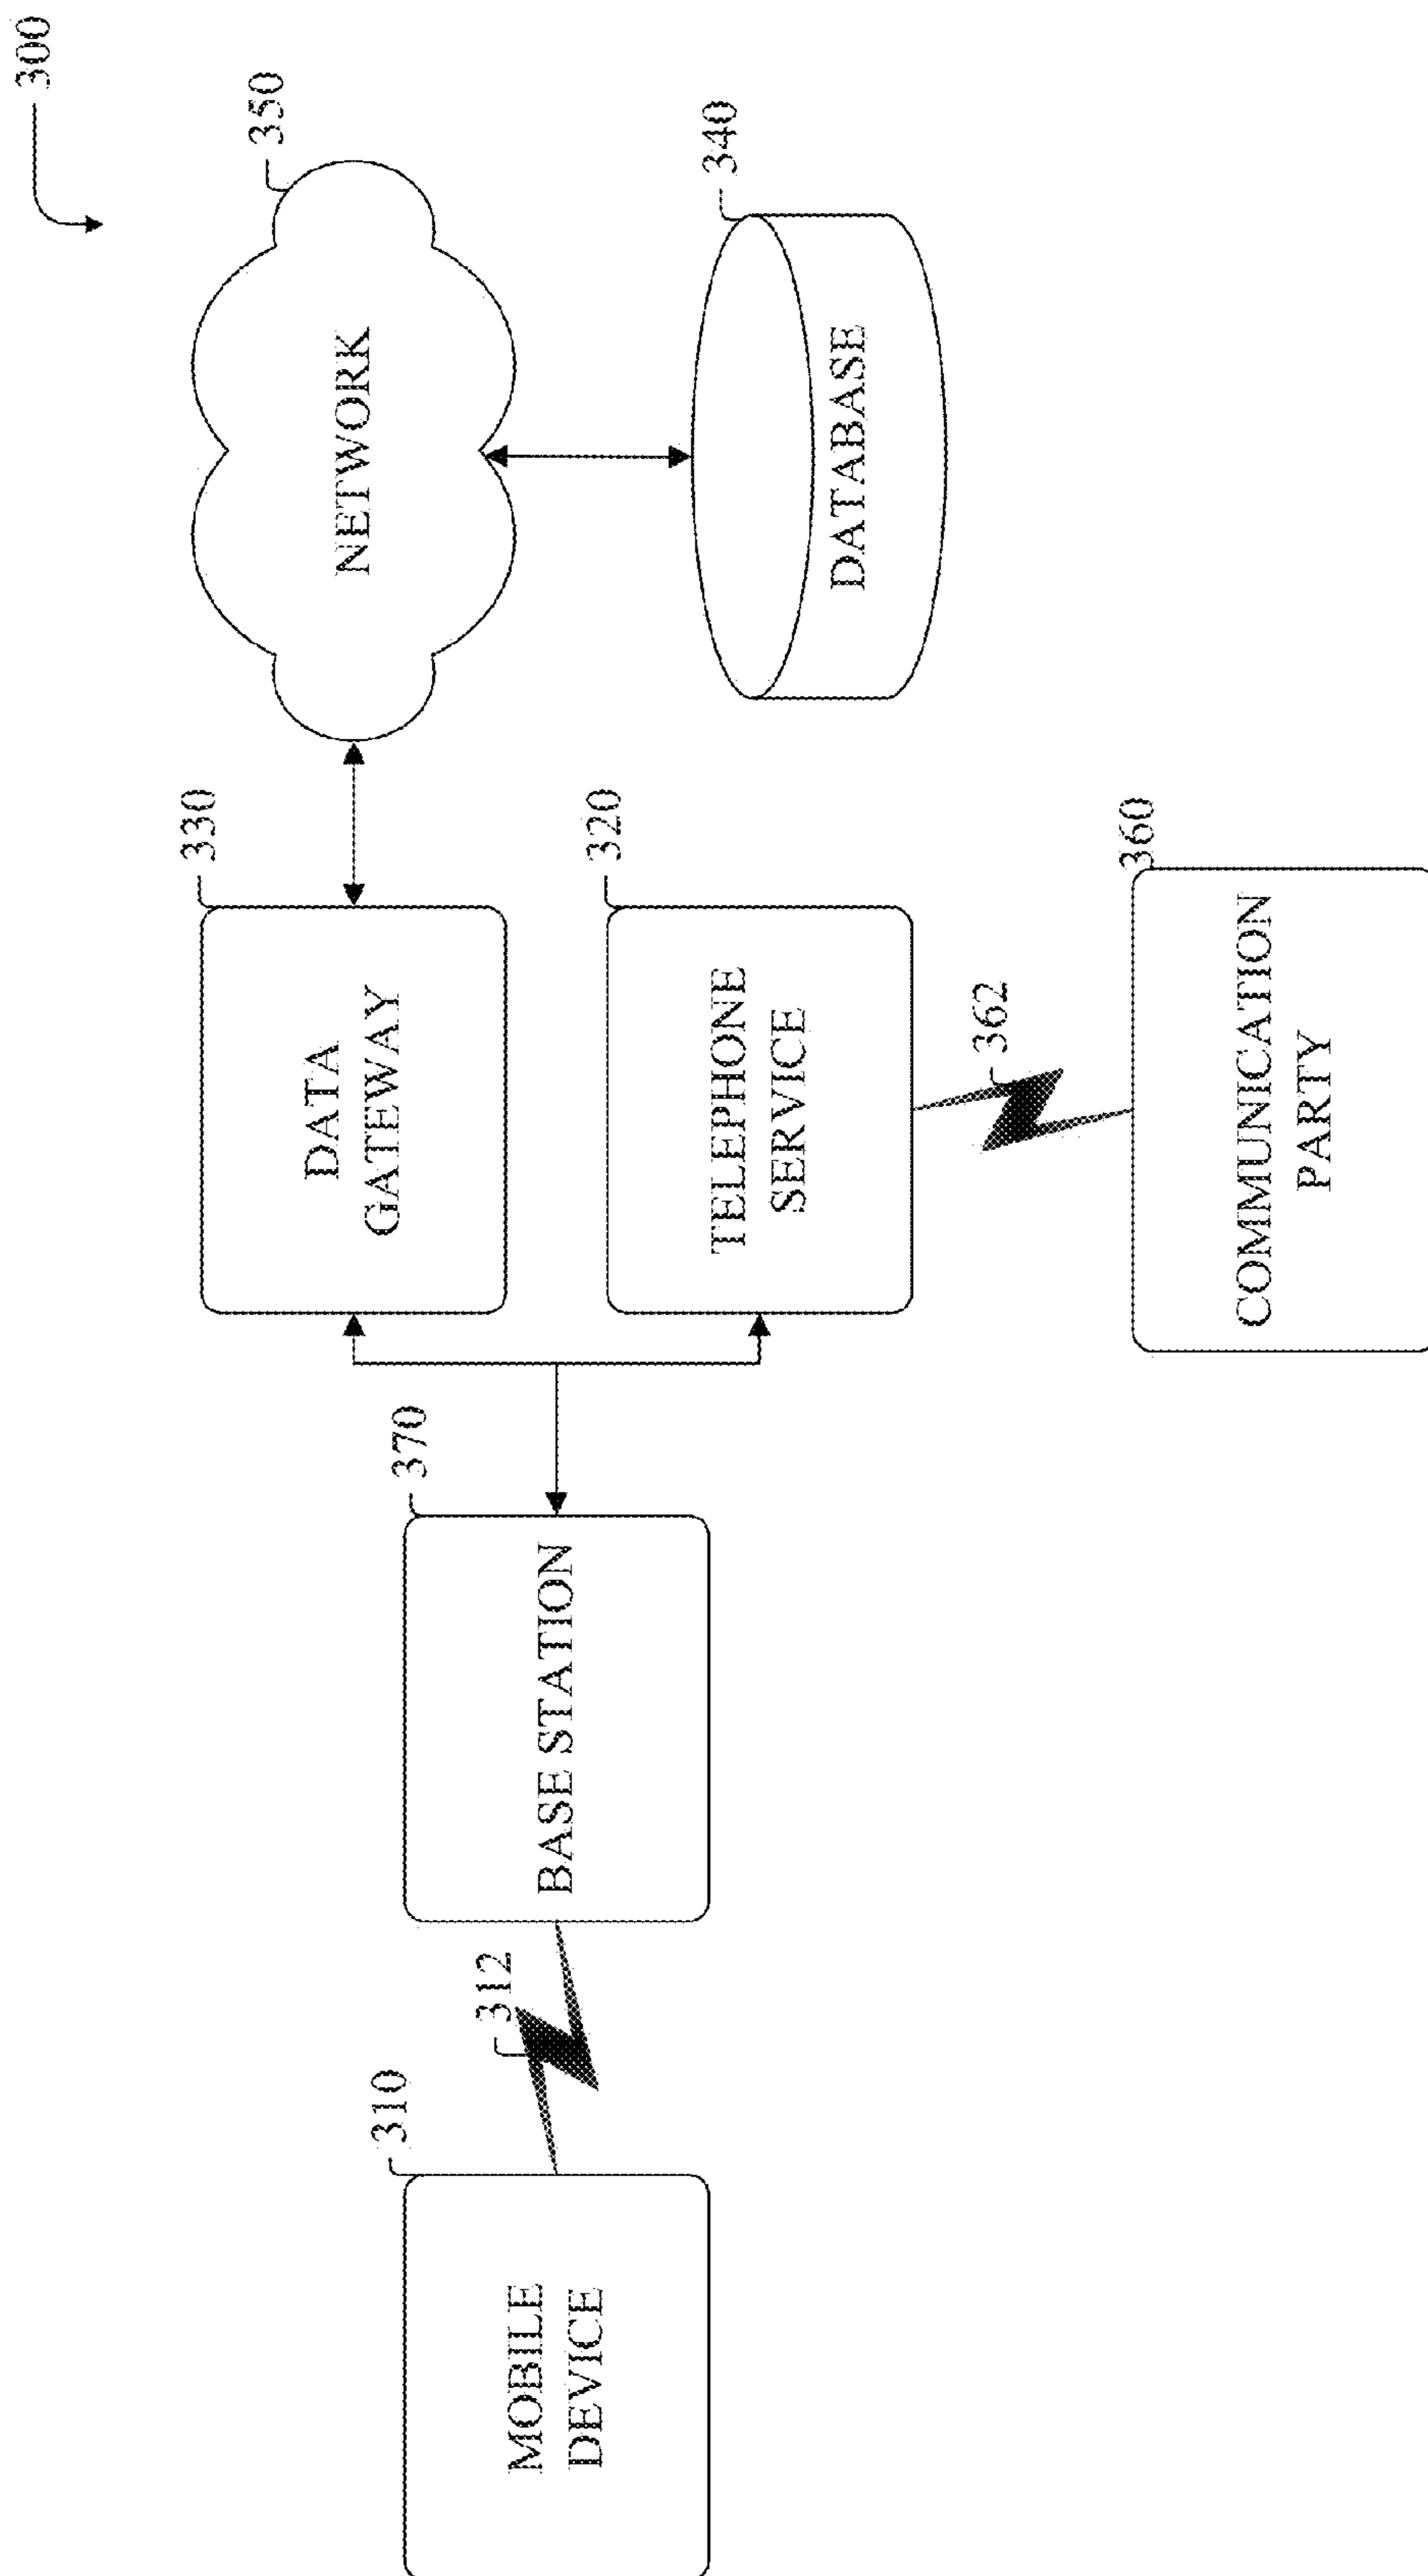 300
350
NETWORK
340
DATABASE
330
DATA
GATEWAY
320
TELEPHONE
SERVICE
362
360
COMMUNICATION
PARTY
370
BASE STATION
312
310
MOBILE
DEVICE